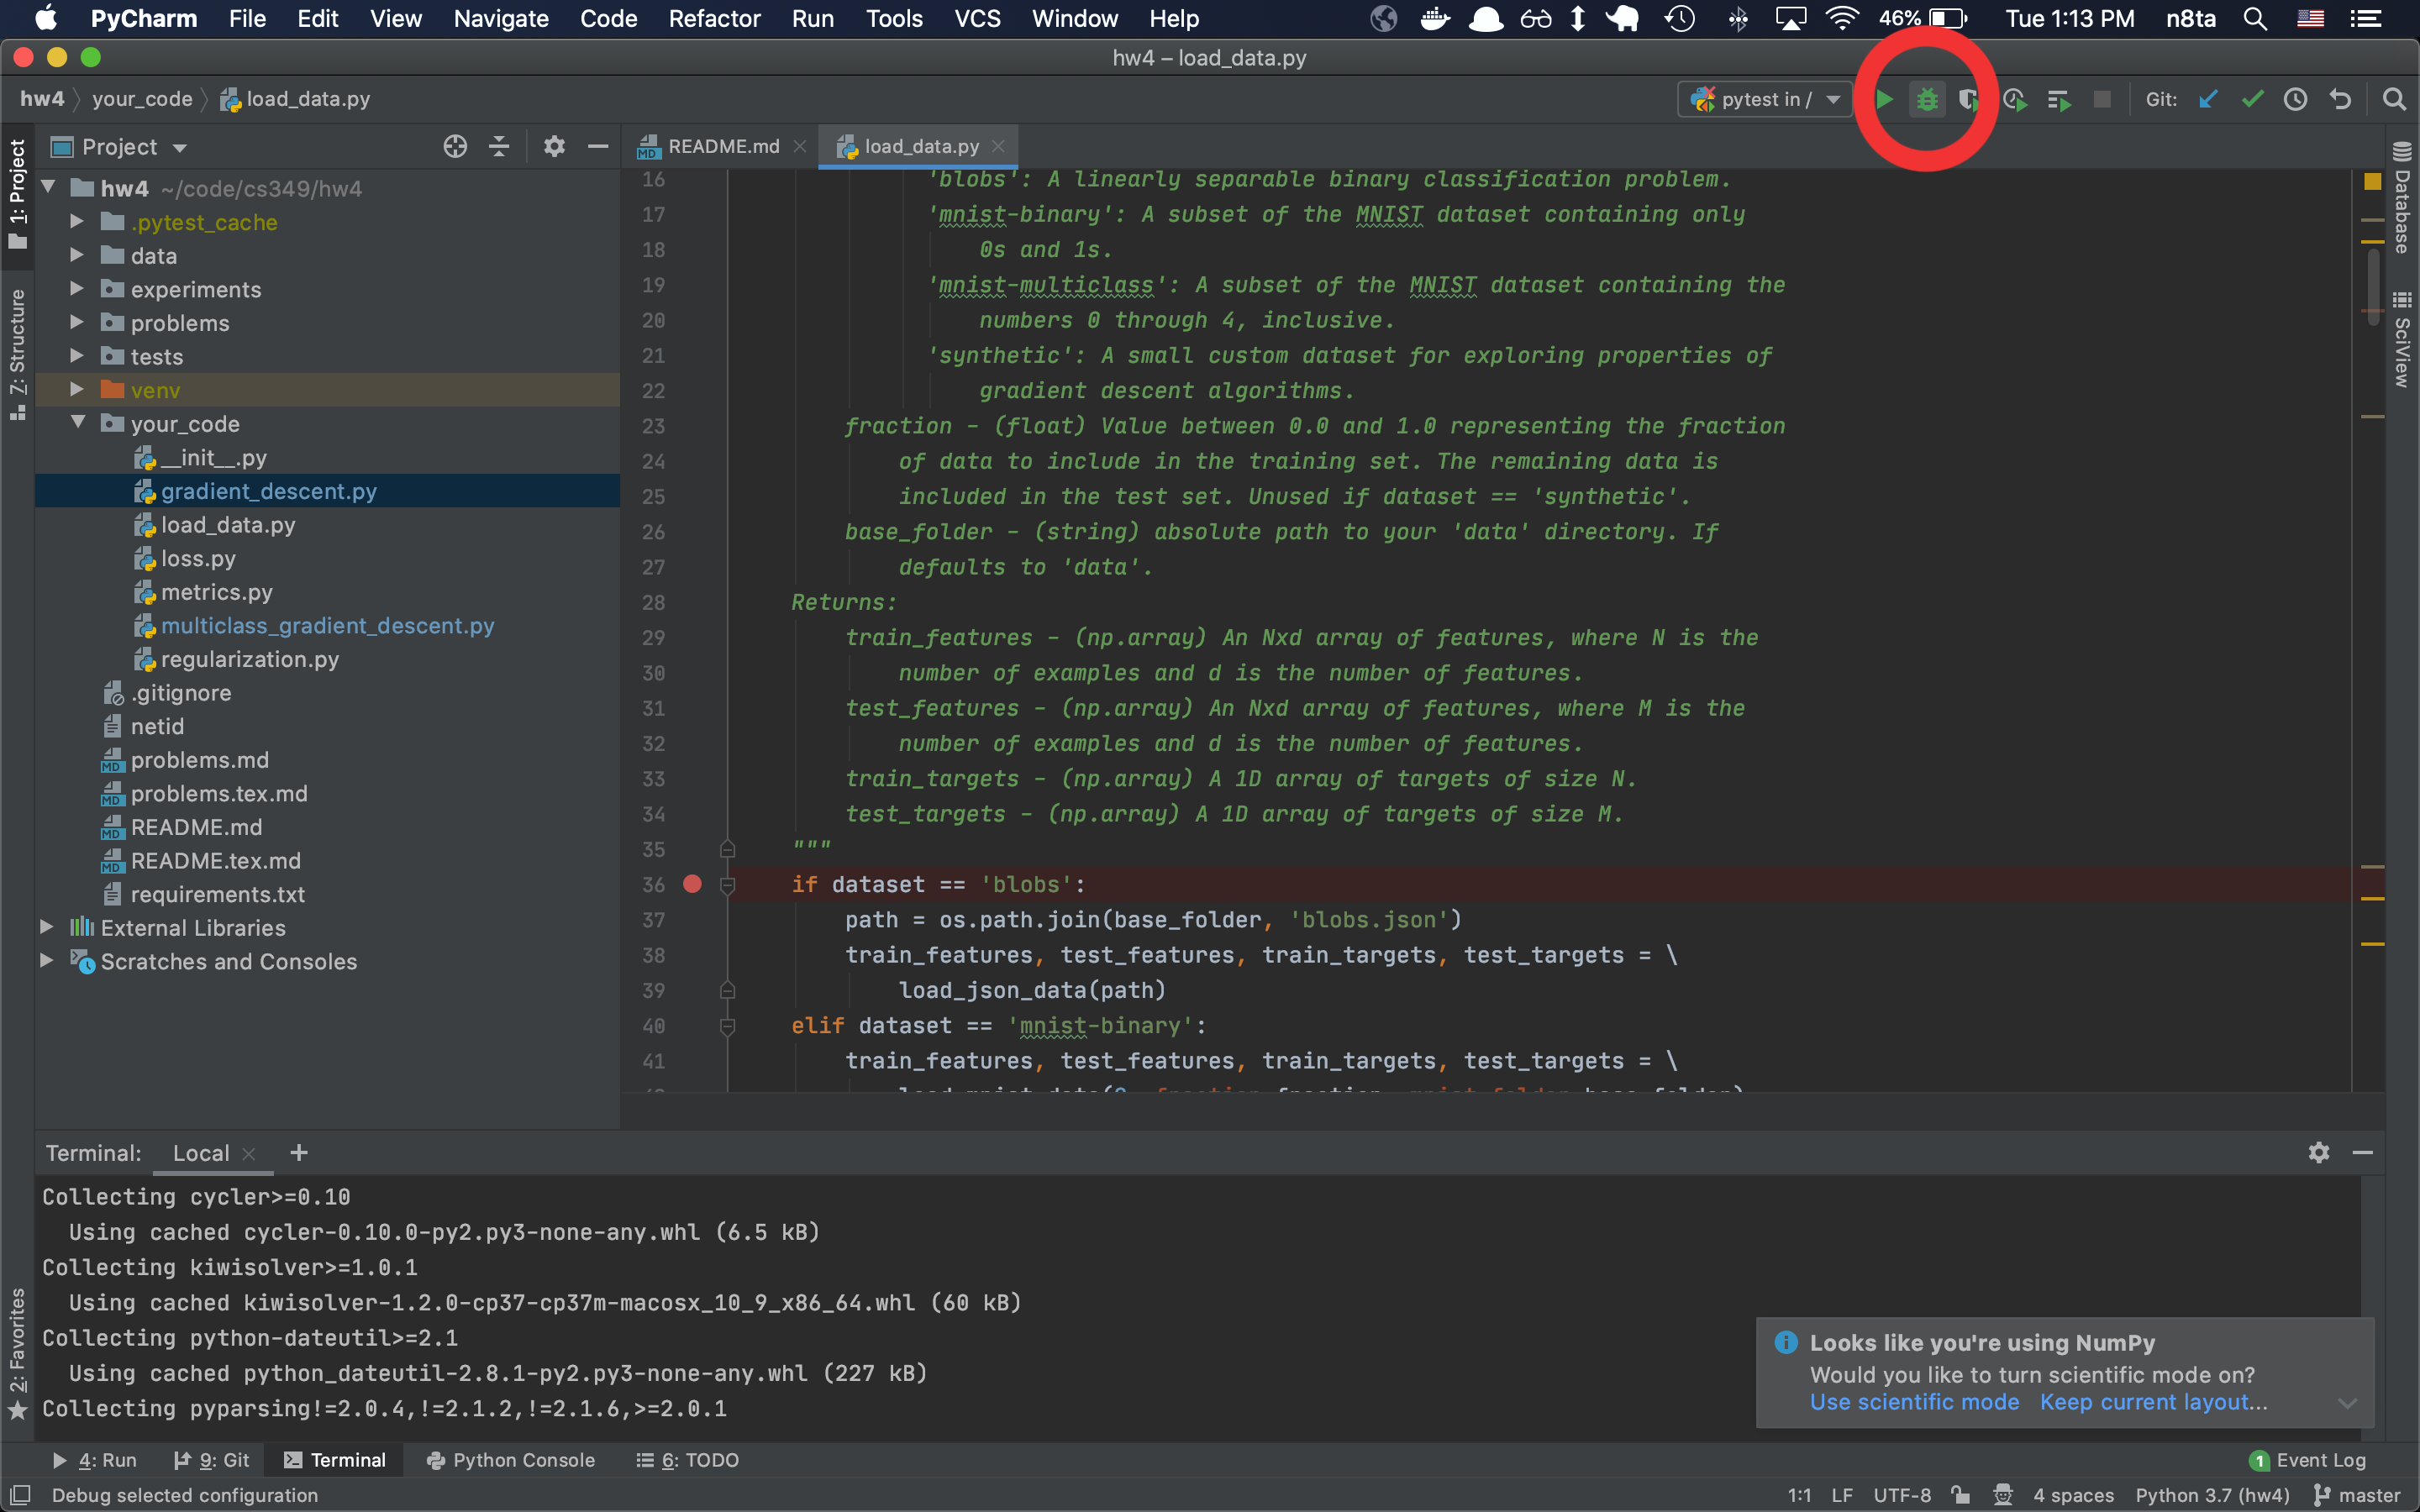 PyCharm File Edit View Navigate Code Refactor Run Tools VCS Window Help 46% Tue 1:13 PM n8ta
hw4 – load_data.py
hw4 your_code load_data.py pytest in / Git:
1: Project
Z: Structure
2: Favorites
Project
hw4 ~/code/cs349/hw4
.pytest_cache
data
experiments
problems
tests
venv
your_code
__init__.py
gradient_descent.py
load_data.py
loss.py
metrics.py
multiclass_gradient_descent.py
regularization.py
.gitignore
netid
problems.md
problems.tex.md
README.md
README.tex.md
requirements.txt
External Libraries
Scratches and Consoles
README.md load_data.py
16 'blobs': A linearly separable binary classification problem.
17 'mnist-binary': A subset of the MNIST dataset containing only
18 0s and 1s.
19 'mnist-multiclass': A subset of the MNIST dataset containing the
20 numbers 0 through 4, inclusive.
21 'synthetic': A small custom dataset for exploring properties of
22 gradient descent algorithms.
23 fraction - (float) Value between 0.0 and 1.0 representing the fraction
24 of data to include in the training set. The remaining data is
25 included in the test set. Unused if dataset == 'synthetic'.
26 base_folder - (string) absolute path to your 'data' directory. If
27 defaults to 'data'.
28 Returns:
29 train_features - (np.array) An Nxd array of features, where N is the
30 number of examples and d is the number of features.
31 test_features - (np.array) An Nxd array of features, where M is the
32 number of examples and d is the number of features.
33 train_targets - (np.array) A 1D array of targets of size N.
34 test_targets - (np.array) A 1D array of targets of size M.
35 """
36 if dataset == 'blobs':
37 path = os.path.join(base_folder, 'blobs.json')
38 train_features, test_features, train_targets, test_targets = \
39 load_json_data(path)
40 elif dataset == 'mnist-binary':
41 train_features, test_features, train_targets, test_targets = \
Database
SciView
Terminal: Local +
Collecting cycler>=0.10
Using cached cycler-0.10.0-py2.py3-none-any.whl (6.5 kB)
Collecting kiwisolver>=1.0.1
Using cached kiwisolver-1.2.0-cp37-cp37m-macosx_10_9_x86_64.whl (60 kB)
Collecting python-dateutil>=2.1
Using cached python_dateutil-2.8.1-py2.py3-none-any.whl (227 kB)
Collecting pyparsing!=2.0.4,!=2.1.2,!=2.1.6,>=2.0.1
Looks like you're using NumPy
Would you like to turn scientific mode on?
Use scientific mode Keep current layout...
4: Run 9: Git Terminal Python Console 6: TODO 1 Event Log
Debug selected configuration 1:1 LF UTF-8 4 spaces Python 3.7 (hw4) master